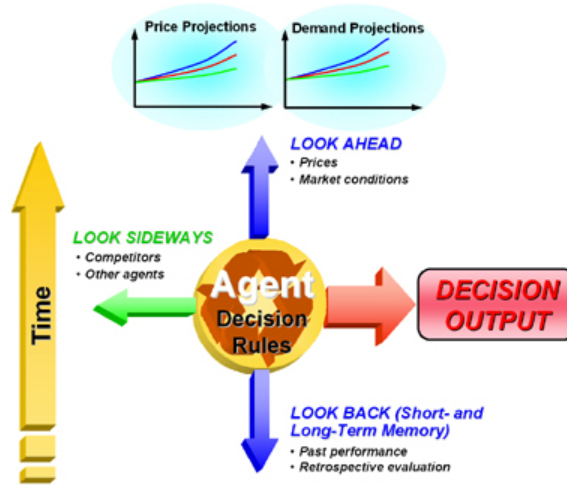 Price Projections
Demand Projections
LOOK AHEAD
• Prices
• Market conditions
LOOK SIDEWAYS
• Competitors
• Other agents
Time
Agent
Decision
Rules
DECISION
OUTPUT
LOOK BACK (Short- and
Long-Term Memory)
• Past performance
• Retrospective evaluation